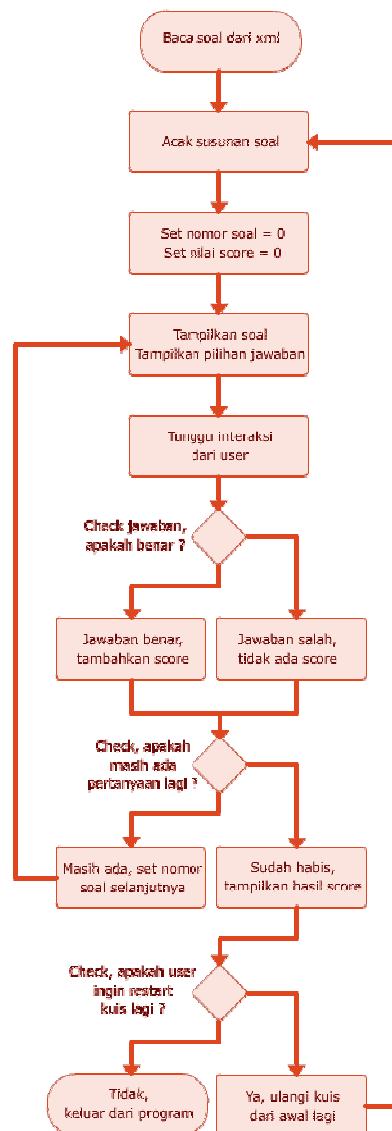 Baca soal dari xml
Acak susunan soal
Set nomor soal = 0
Set nilai score = 0
Tampilkan soal
Tampilkan pilihan jawaban
Tunggu interaksi
dari user
Check jawaban,
apakah benar ?
Jawaban benar,
tambahkan score
Jawaban salah,
tidak ada score
Check, apakah
masih ada
pertanyaan lagi ?
Masih ada, set nomor
soal selanjutnya
Sudah habis,
tampilkan hasil score
Check, apakah user
ingin restart
kuis lagi ?
Tidak,
keluar dari program
Ya, ulangi kuis
dari awal lagi